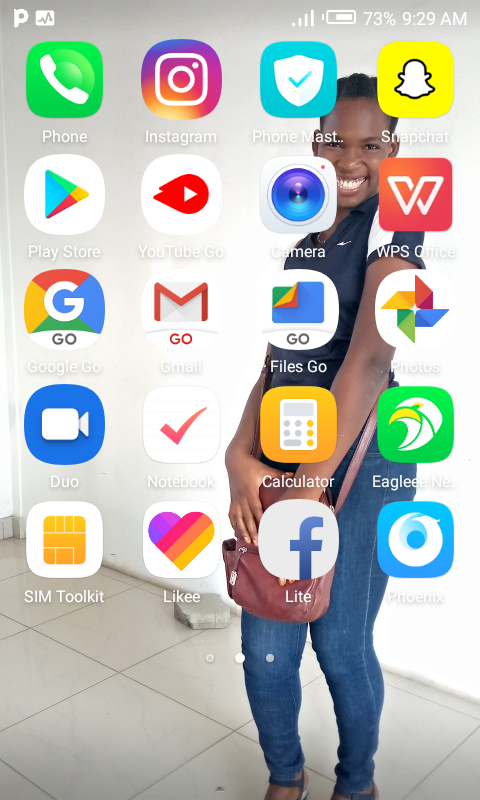 73% 9:29 AM
Phone Instagram Phone Mast.. Snapchat
Play Store YouTube Go Camera WPS Office
GO GO GO
Google Go Gmail Files Go Photos
Duo Notebook Calculator Eagleee Ne..
SIM Toolkit Likee Lite Phoenix